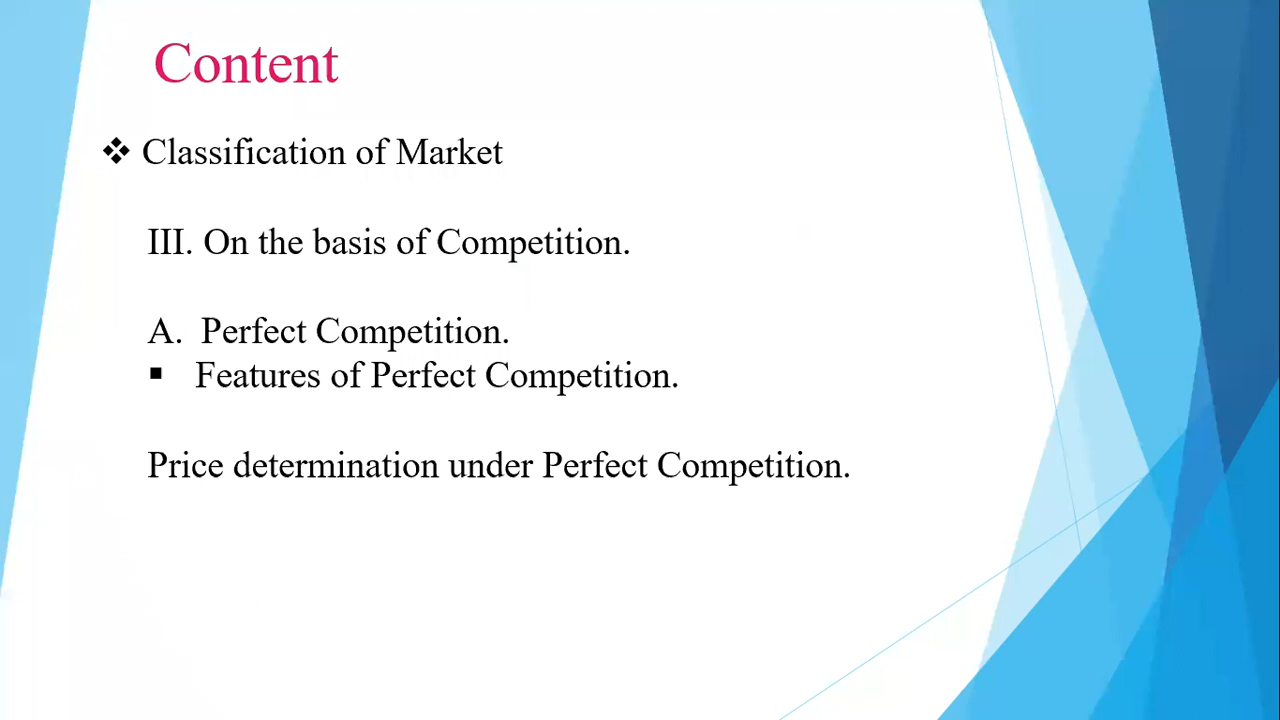 Content
❖ Classification of Market
III. On the basis of Competition.
A. Perfect Competition.
▪ Features of Perfect Competition.
Price determination under Perfect Competition.